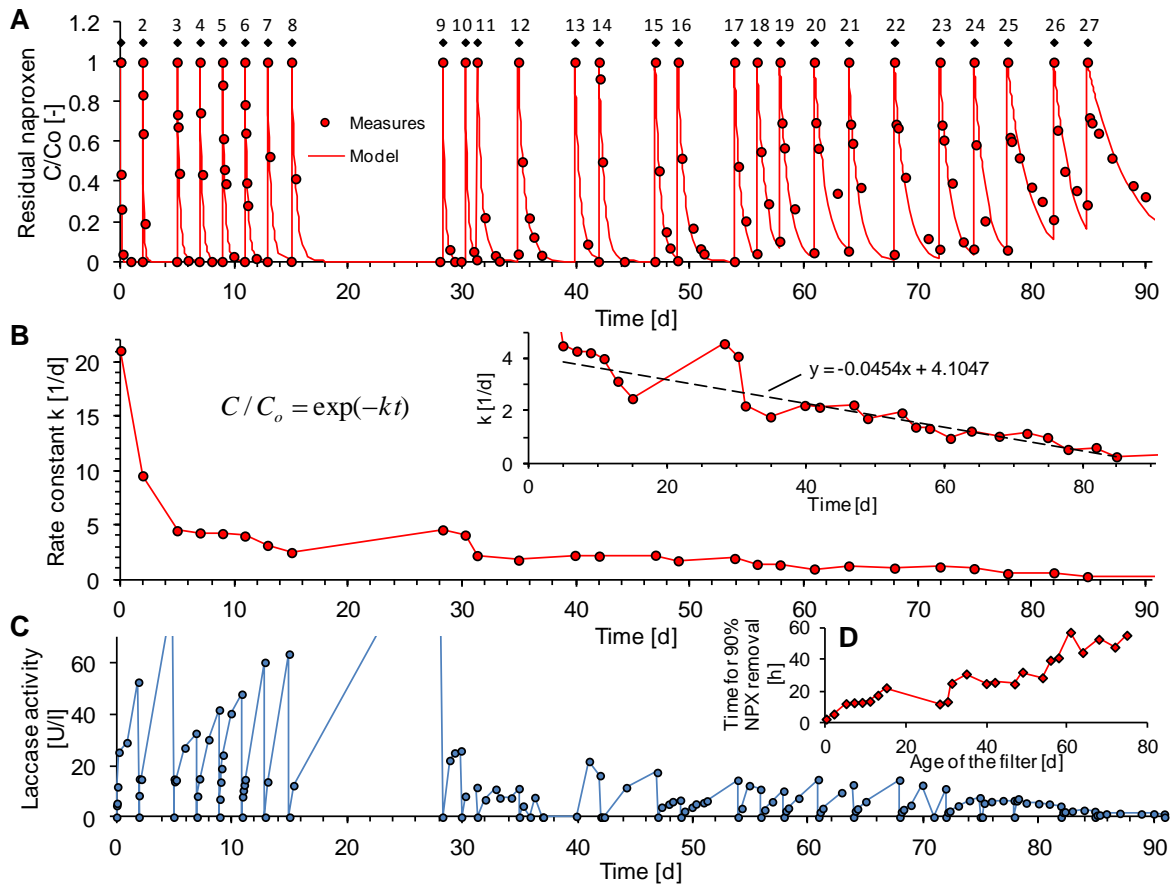 A
2 3 4 5 6 7 8 9 10 11 12 13 14 15 16 17 18 19 20 21 22 23 24 25 26 27
Residual naproxen
C/Co [-]
1.2
1
0.8
0.6
0.4
0.2
0
Measures
Model
0 10 20 30 40 50 60 70 80 90
Time [d]
B
Rate constant k [1/d]
20
15
10
5
0
C / Cₒ = exp(−kt)
k [1/d]
4
2
0
y = -0.0454x + 4.1047
0 20 40 60 80
Time [d]
0 10 20 30 40 50 60 70 80 90
Time [d]
C
Lacccase activity
[U/l]
60
40
20
0
0 10 20 30 40 50 60 70 80 90
Time [d]
D
Time for 90%
NPX removal
[h]
60
40
20
0
0 20 40 60 80
Age of the filter [d]